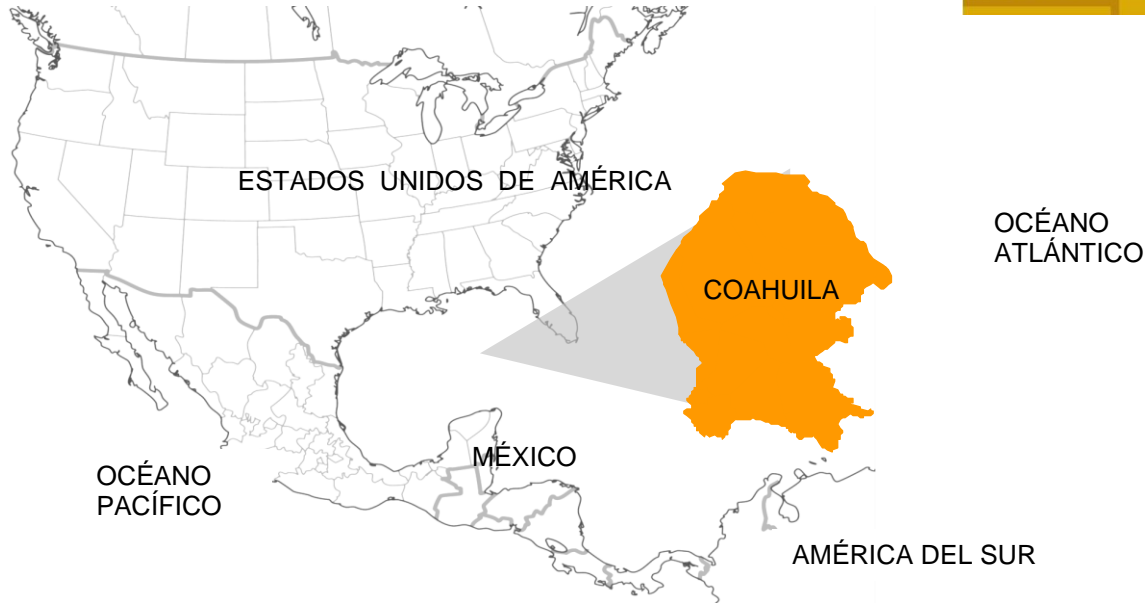 ESTADOS UNIDOS DE AMÉRICA
OCÉANO
ATLÁNTICO
COAHUILA
MÉXICO
OCÉANO
PACÍFICO
AMÉRICA DEL SUR